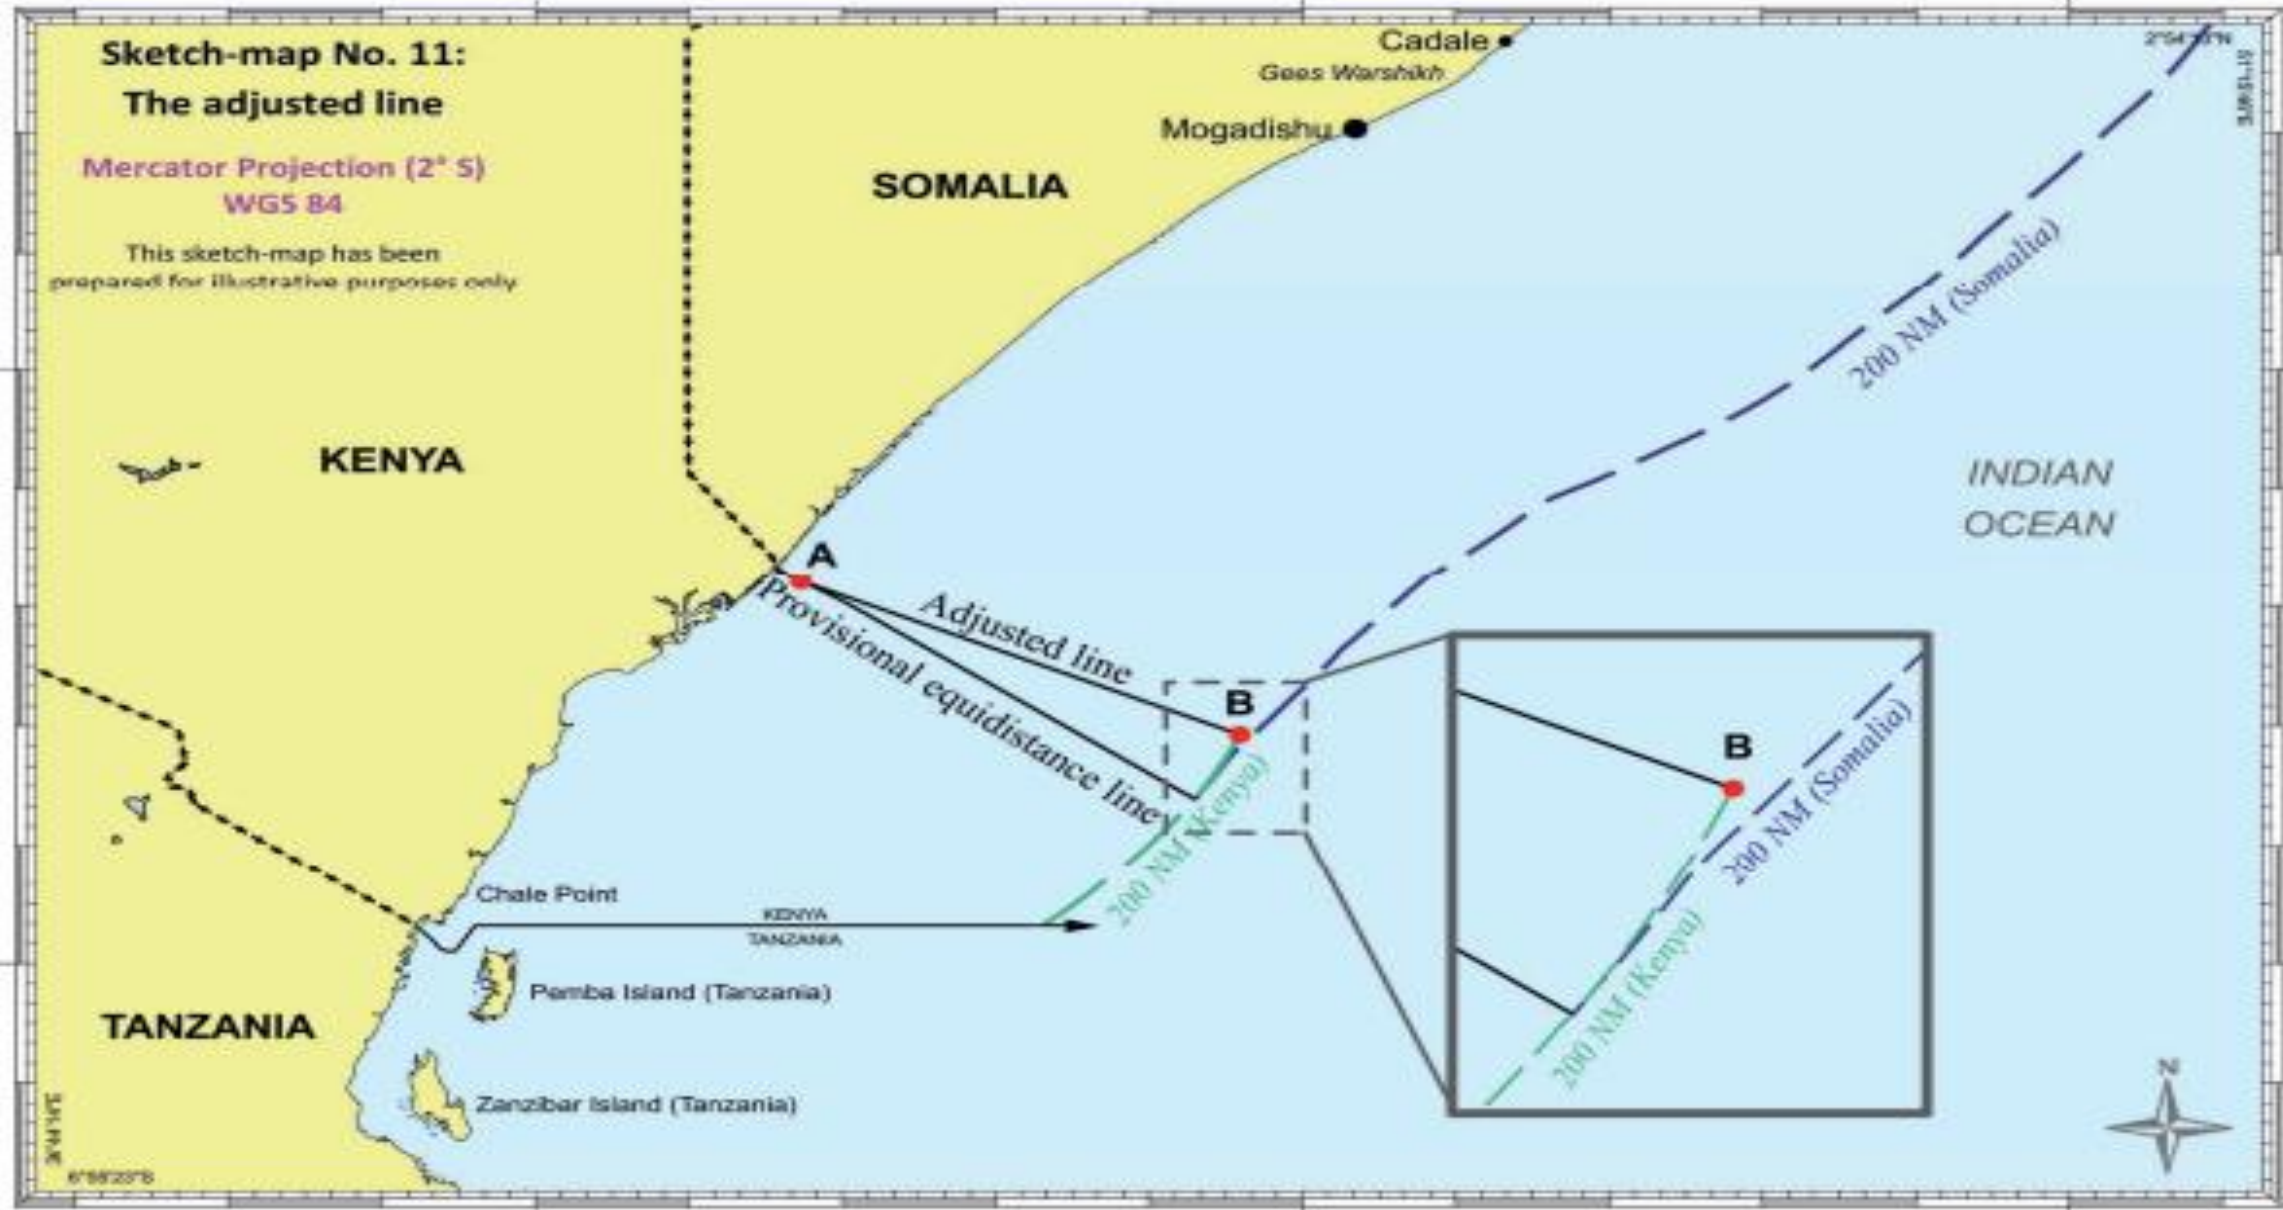 Sketch-map No. 11:
The adjusted line
Mercator Projection (2° S)
WGS 84
This sketch-map has been
prepared for illustrative purposes only
Cadale
Gees Warshikh
Mogadishu
SOMALIA
200 NM (Somalia)
KENYA
INDIAN
OCEAN
A
Adjusted line
Provisional equidistance line
B
200 NM (Kenya)
B
200 NM (Somalia)
200 NM (Kenya)
Chale Point
KENYA
TANZANIA
Pemba Island (Tanzania)
TANZANIA
Zanzibar Island (Tanzania)
N